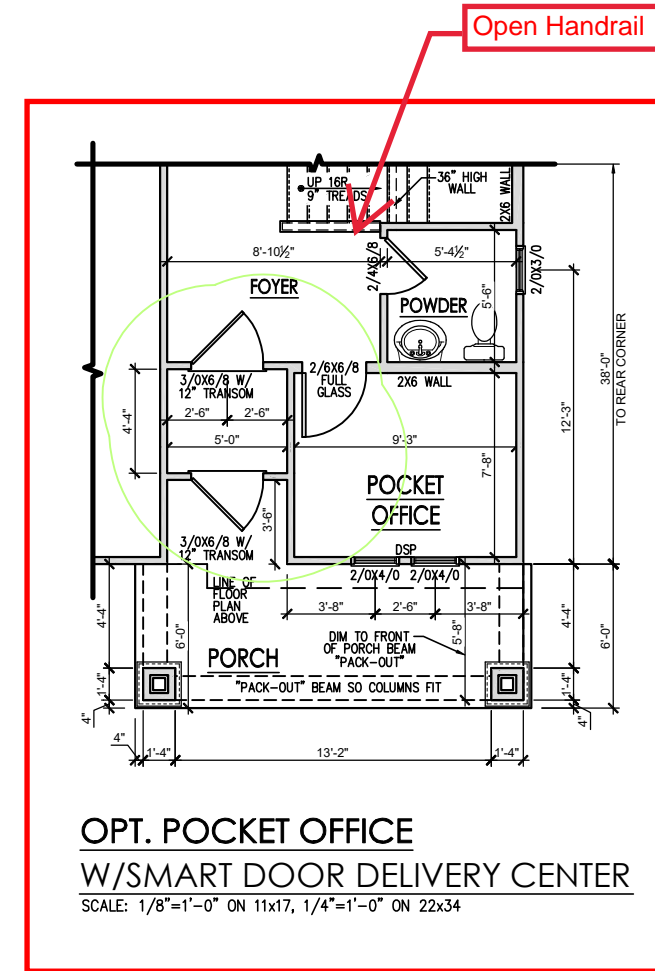 Open Handrail
UP 16R
9" TREADS
36" HIGH
WALL
2X6 WALL
8'-10½"
5'-4½"
2/4X6/8
2/0X3/0
FOYER
POWDER
5'-6"
38'-0"
TO REAR CORNER
3/0X6/8 W/
12" TRANSOM
2/6X6/8
FULL
GLASS
2X6 WALL
2'-6"
2'-6"
4'-4"
5'-0"
9'-3"
12'-3"
7'-8"
POCKET
OFFICE
3'-6"
3/0X6/8 W/
12" TRANSOM
DSP
2/0X4/0
2/0X4/0
LINE OF
FLOOR
PLAN
ABOVE
3'-8"
2'-6"
3'-8"
4'-4"
6'-0"
5'-8"
4'-4"
6'-0"
DIM TO FRONT
OF PORCH BEAM
"PACK-OUT"
PORCH
"PACK-OUT" BEAM SO COLUMNS FIT
1'-4"
1'-4"
4"
4"
4"
1'-4"
13'-2"
1'-4"
OPT. POCKET OFFICE
W/SMART DOOR DELIVERY CENTER
SCALE: 1/8"=1'-0" ON 11x17, 1/4"=1'-0" ON 22x34